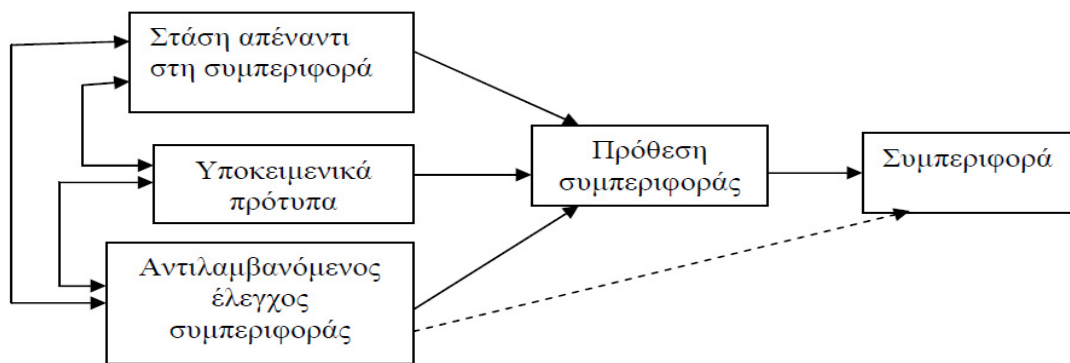 Στάση απέναντι
στη συμπεριφορά
Υποκειμενικά
πρότυπα
Αντιλαμβανόμενος
έλεγχος
συμπεριφοράς
Πρόθεση
συμπεριφοράς
Συμπεριφορά